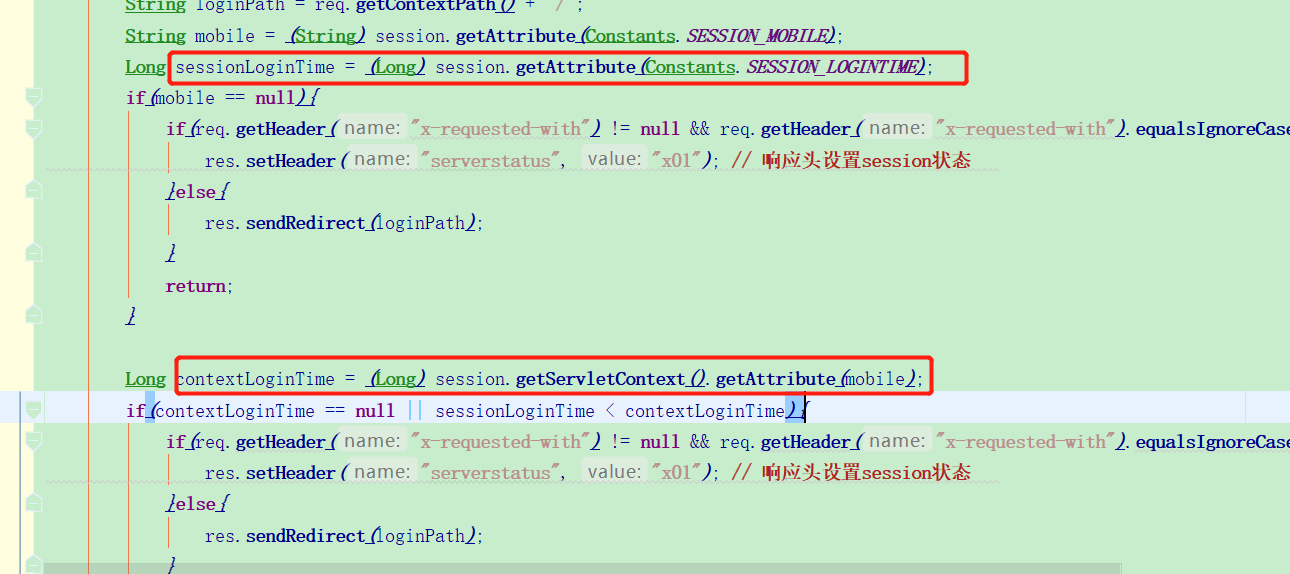 String loginPath = req.getContextPath() + "/";
String mobile = (String) session.getAttribute(Constants.SESSION_MOBILE);
Long sessionLoginTime = (Long) session.getAttribute(Constants.SESSION_LOGINTIME);
if(mobile == null){
if(req.getHeader( name: "x-requested-with") != null && req.getHeader( name: "x-requested-with").equalsIgnoreCase
res.setHeader( name: "serverstatus", value: "x01"); // 响应头设置session状态
}else{
res.sendRedirect(loginPath);
}
return;
}
Long contextLoginTime = (Long) session.getServletContext().getAttribute(mobile);
if(contextLoginTime == null || sessionLoginTime < contextLoginTime){
if(req.getHeader( name: "x-requested-with") != null && req.getHeader( name: "x-requested-with").equalsIgnoreCase
res.setHeader( name: "serverstatus", value: "x01"); // 响应头设置session状态
}else{
res.sendRedirect(loginPath);
}